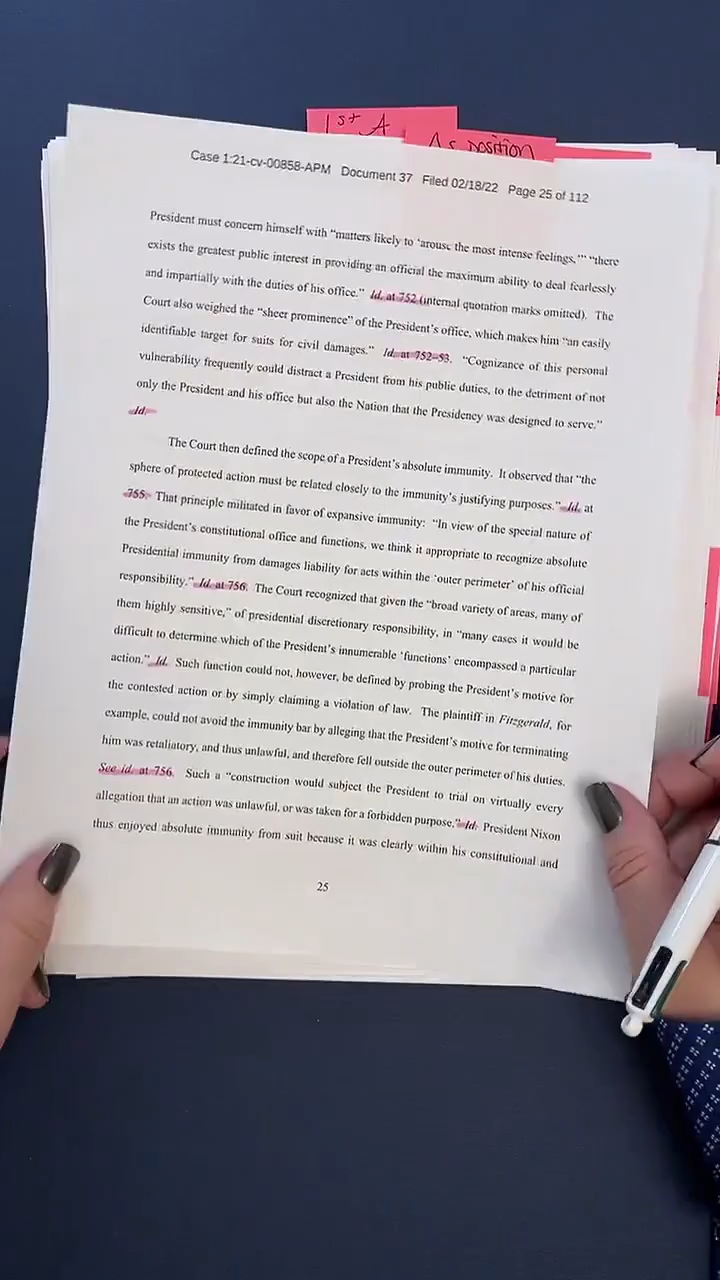 1st A
Δs position
Case 1:21-cv-00858-APM Document 37 Filed 02/18/22 Page 25 of 112
President must concern himself with “matters likely to ‘arouse the most intense feelings,’” “there
exists the greatest public interest in providing an official the maximum ability to deal fearlessly
and impartially with the duties of his office.” Id. at 752 (internal quotation marks omitted). The
Court also weighed the “sheer prominence” of the President’s office, which makes him “an easily
identifiable target for suits for civil damages.” Id. at 752–53. “Cognizance of this personal
vulnerability frequently could distract a President from his public duties, to the detriment of not
only the President and his office but also the Nation that the Presidency was designed to serve.”
Id.
The Court then defined the scope of a President’s absolute immunity. It observed that “the
sphere of protected action must be related closely to the immunity’s justifying purposes.” Id. at
755. That principle militated in favor of expansive immunity: “In view of the special nature of
the President’s constitutional office and functions, we think it appropriate to recognize absolute
Presidential immunity from damages liability for acts within the ‘outer perimeter’ of his official
responsibility.” Id. at 756. The Court recognized that given the “broad variety of areas, many of
them highly sensitive,” of presidential discretionary responsibility, in “many cases it would be
difficult to determine which of the President’s innumerable ‘functions’ encompassed a particular
action.” Id. Such function could not, however, be defined by probing the President’s motive for
the contested action or by simply claiming a violation of law. The plaintiff in Fitzgerald, for
example, could not avoid the immunity bar by alleging that the President’s motive for terminating
him was retaliatory, and thus unlawful, and therefore fell outside the outer perimeter of his duties.
See id. at 756. Such a “construction would subject the President to trial on virtually every
allegation that an action was unlawful, or was taken for a forbidden purpose.” Id. President Nixon
thus enjoyed absolute immunity from suit because it was clearly within his constitutional and
25